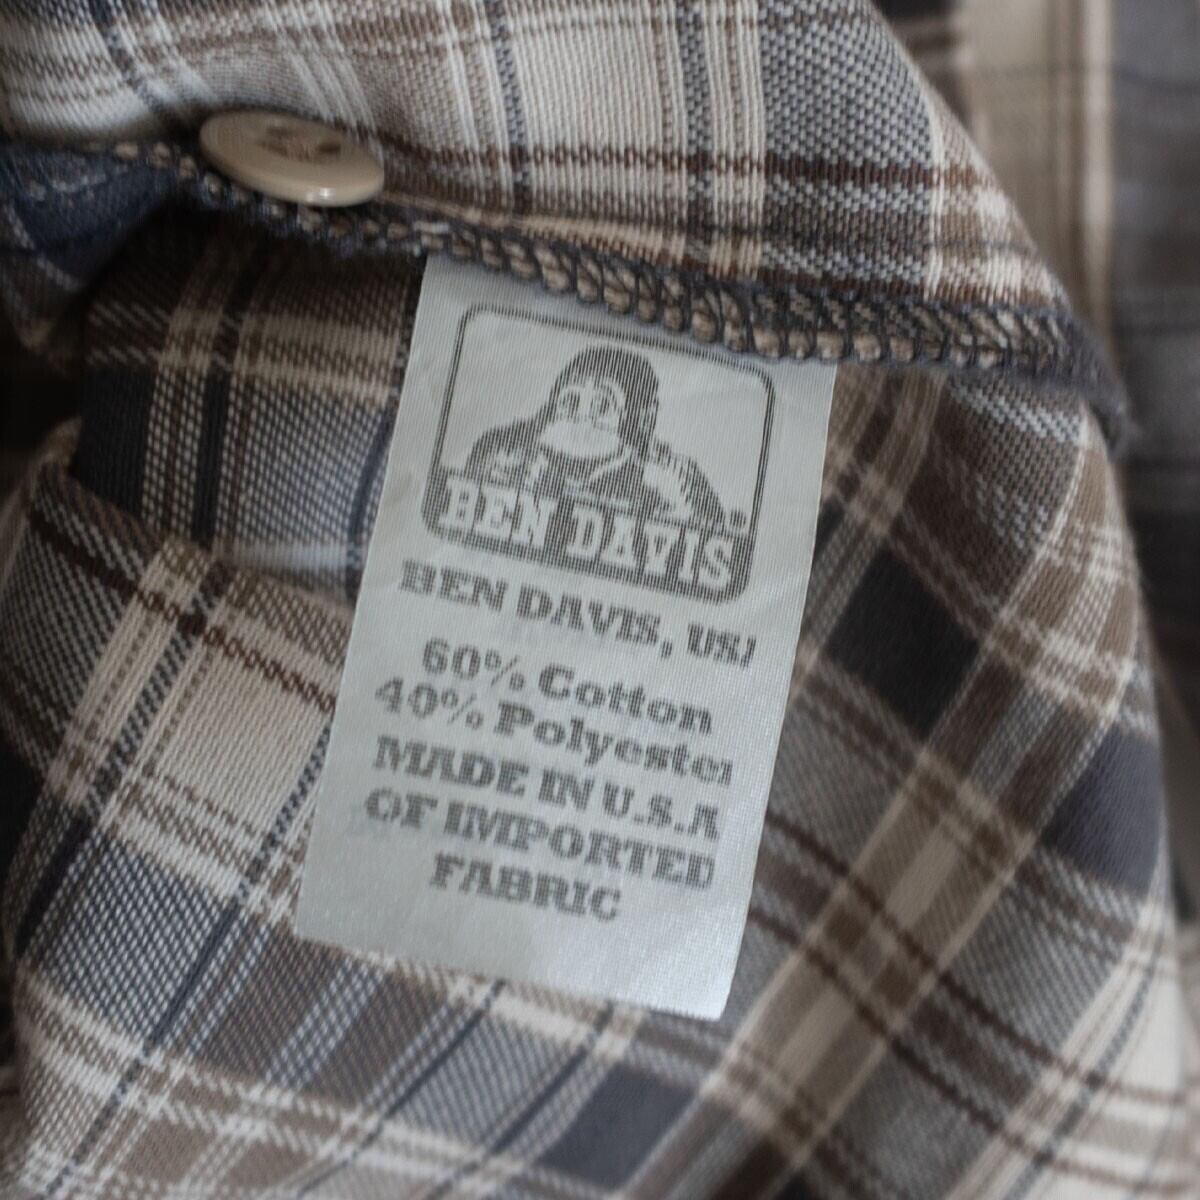 BEN DAVIS
BEN DAVIS, USA
60% Cotton
40% Polyester
MADE IN U.S.A
OF IMPORTED
FABRIC